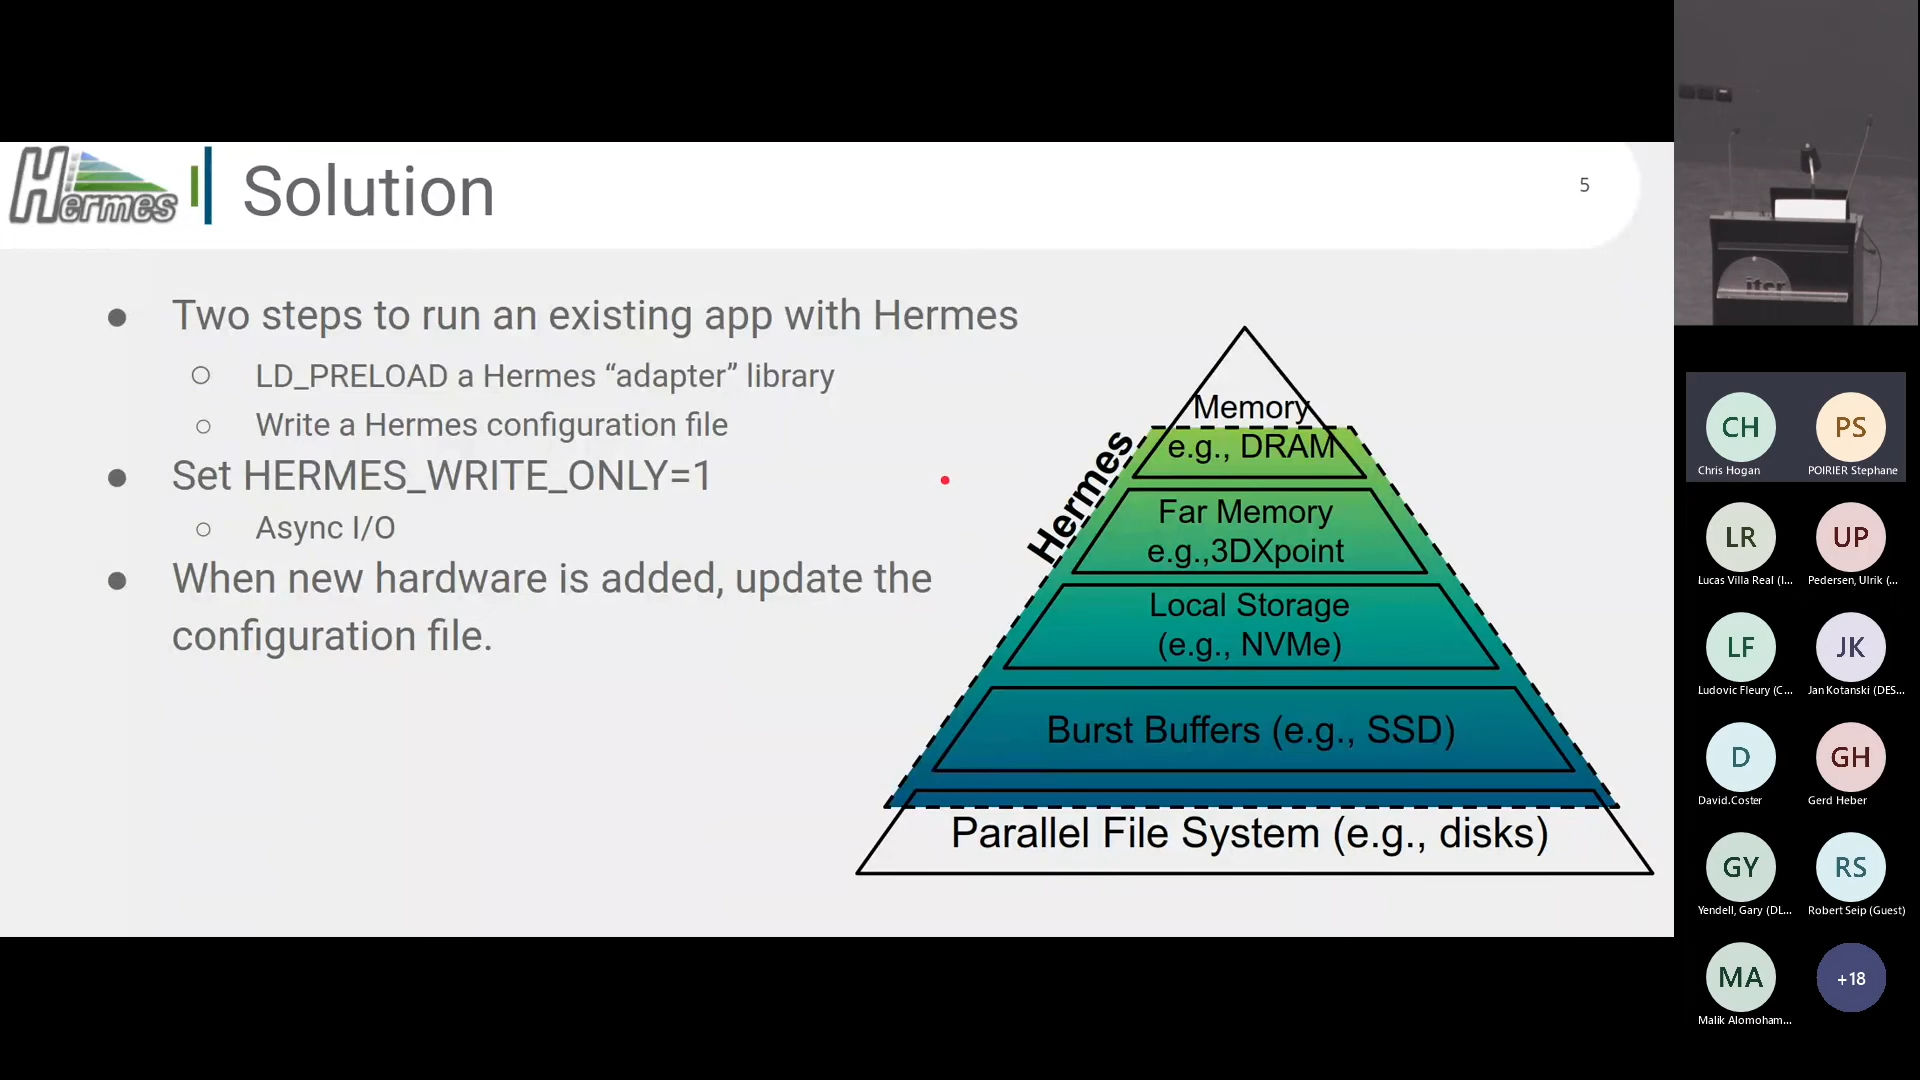 Hermes
Solution
5
● Two steps to run an existing app with Hermes
○ LD_PRELOAD a Hermes “adapter” library
○ Write a Hermes configuration file
● Set HERMES_WRITE_ONLY=1
○ Async I/O
● When new hardware is added, update the
configuration file.
Hermes
Memory
e.g., DRAM
Far Memory
e.g.,3DXpoint
Local Storage
(e.g., NVMe)
Burst Buffers (e.g., SSD)
Parallel File System (e.g., disks)
iter
CH
Chris Hogan
PS
POIRIER Stephane
LR
Lucas Villa Real (I...
UP
Pedersen, Ulrik (...
LF
Ludovic Fleury (C...
JK
Jan Kotanski (DES...
D
David.Coster
GH
Gerd Heber
GY
Yendell, Gary (DL...
RS
Robert Seip (Guest)
MA
Malik Alomoham...
+18